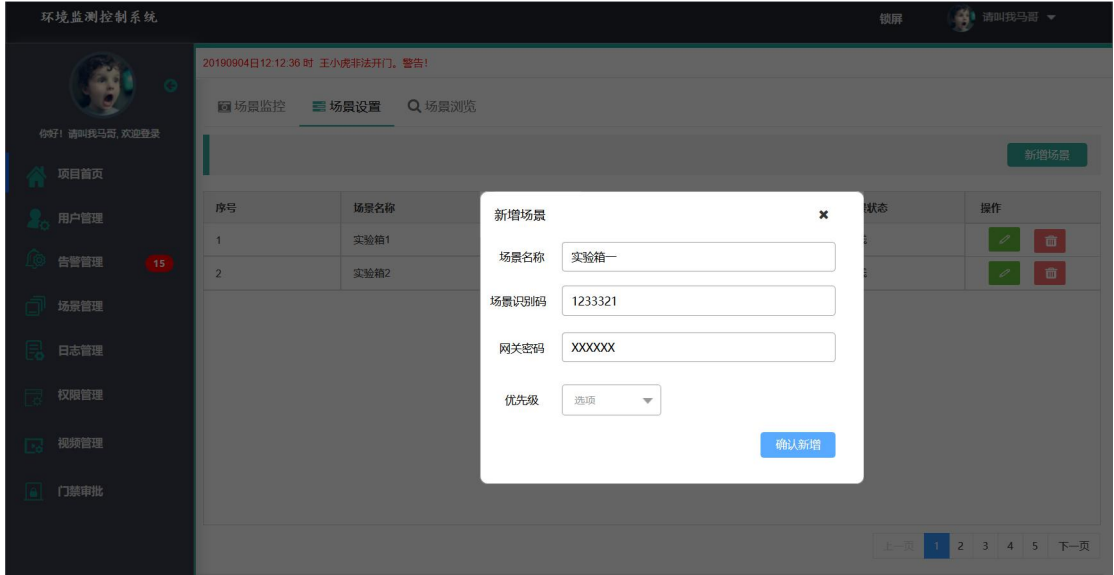 环境监测控制系统
锁屏
请叫我马哥
20190904日12:12:36 时 王小虎非法开门。警告!
场景监控 场景设置 场景浏览
你好! 请叫我马哥, 欢迎登录
新增场景
项目首页
用户管理
告警管理 15
场景管理
日志管理
权限管理
视频管理
门禁审批
序号 场景名称 状态 操作
1 实验箱1
2 实验箱2
新增场景
场景名称 实验箱一
场景识别码 1233321
网关密码 XXXXXX
优先级 选项
确认新增
上一页 1 2 3 4 5 下一页